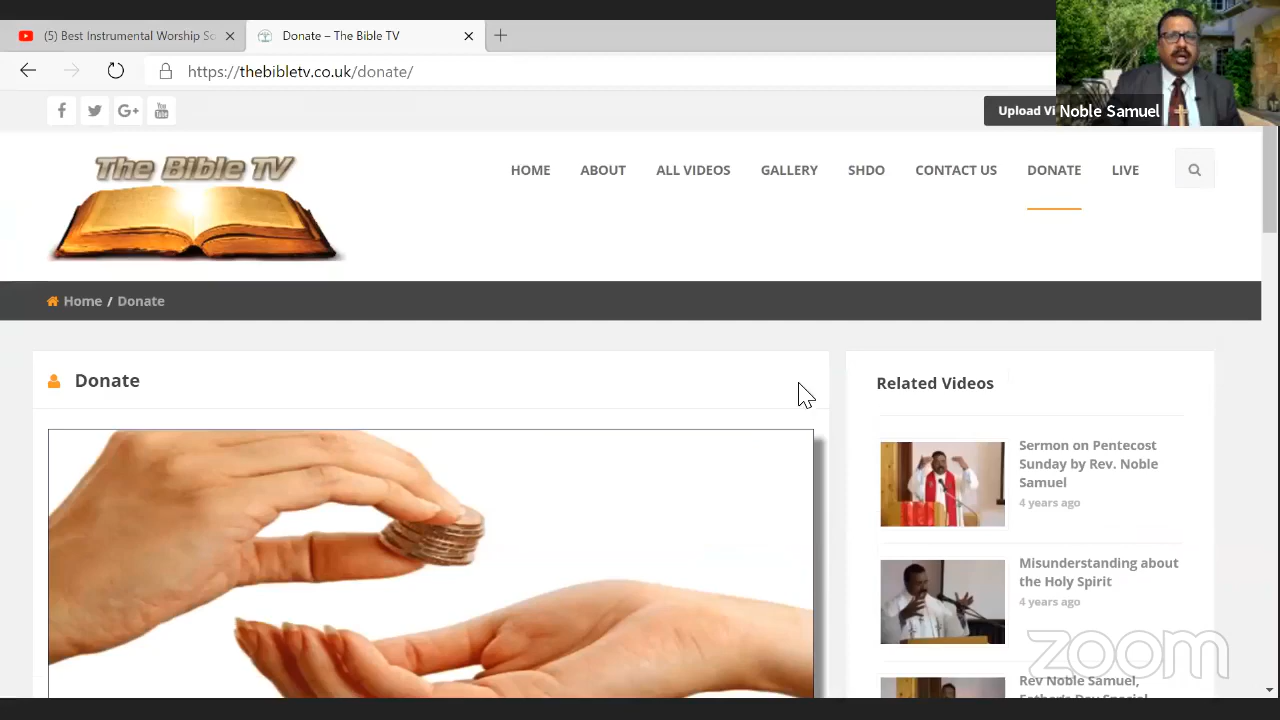 (5) Best Instrumental Worship So
Donate – The Bible TV
https://thebibletv.co.uk/donate/
Upload Vi
Noble Samuel
The Bible TV
HOME
ABOUT
ALL VIDEOS
GALLERY
SHDO
CONTACT US
DONATE
LIVE
Home / Donate
Donate
Related Videos
Sermon on Pentecost
Sunday by Rev. Noble
Samuel
4 years ago
Misunderstanding about
the Holy Spirit
4 years ago
Rev Noble Samuel,
Father's Day Special
zoom